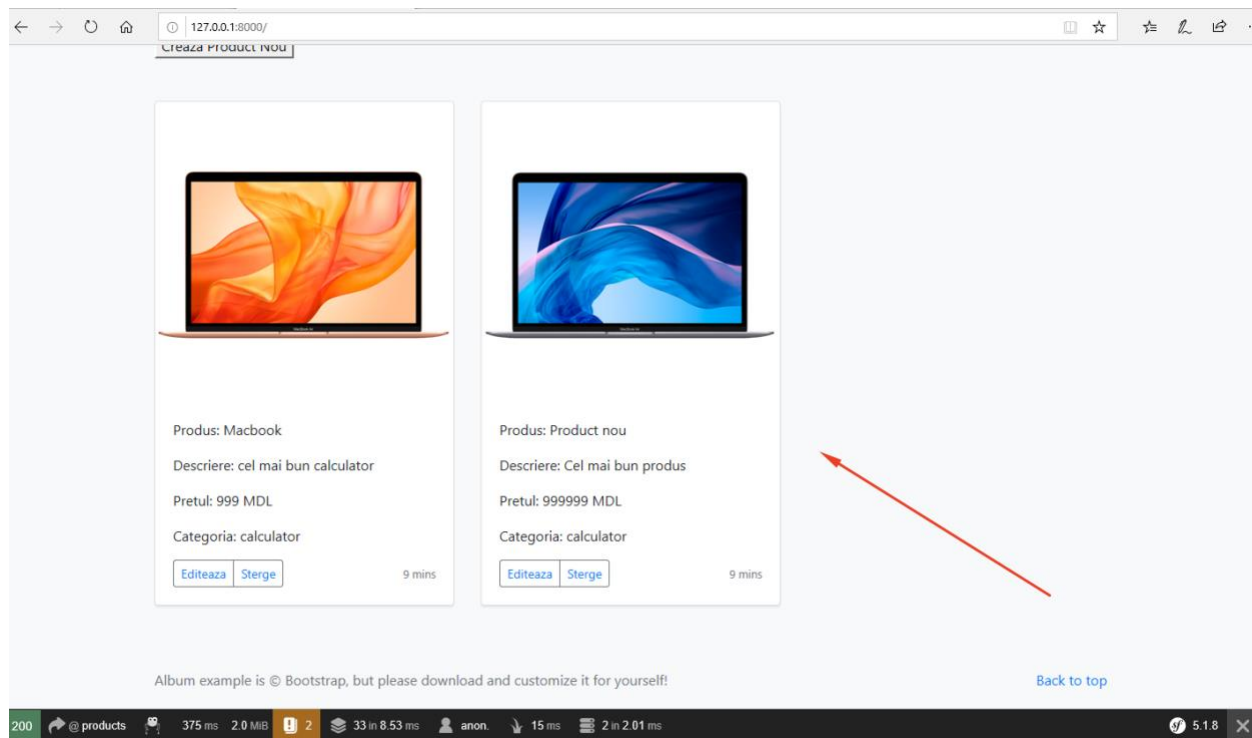 127.0.0.1:8000/
Creaza Product Nou
Produs: Macbook
Descriere: cel mai bun calculator
Pretul: 999 MDL
Categoria: calculator
Editeaza Sterge 9 mins
Produs: Product nou
Descriere: Cel mai bun produs
Pretul: 999999 MDL
Categoria: calculator
Editeaza Sterge 9 mins
Album example is © Bootstrap, but please download and customize it for yourself!
Back to top
200 @ products 375 ms 2.0 MiB 2 33 in 8.53 ms anon. 15 ms 2 in 2.01 ms sf 5.1.8